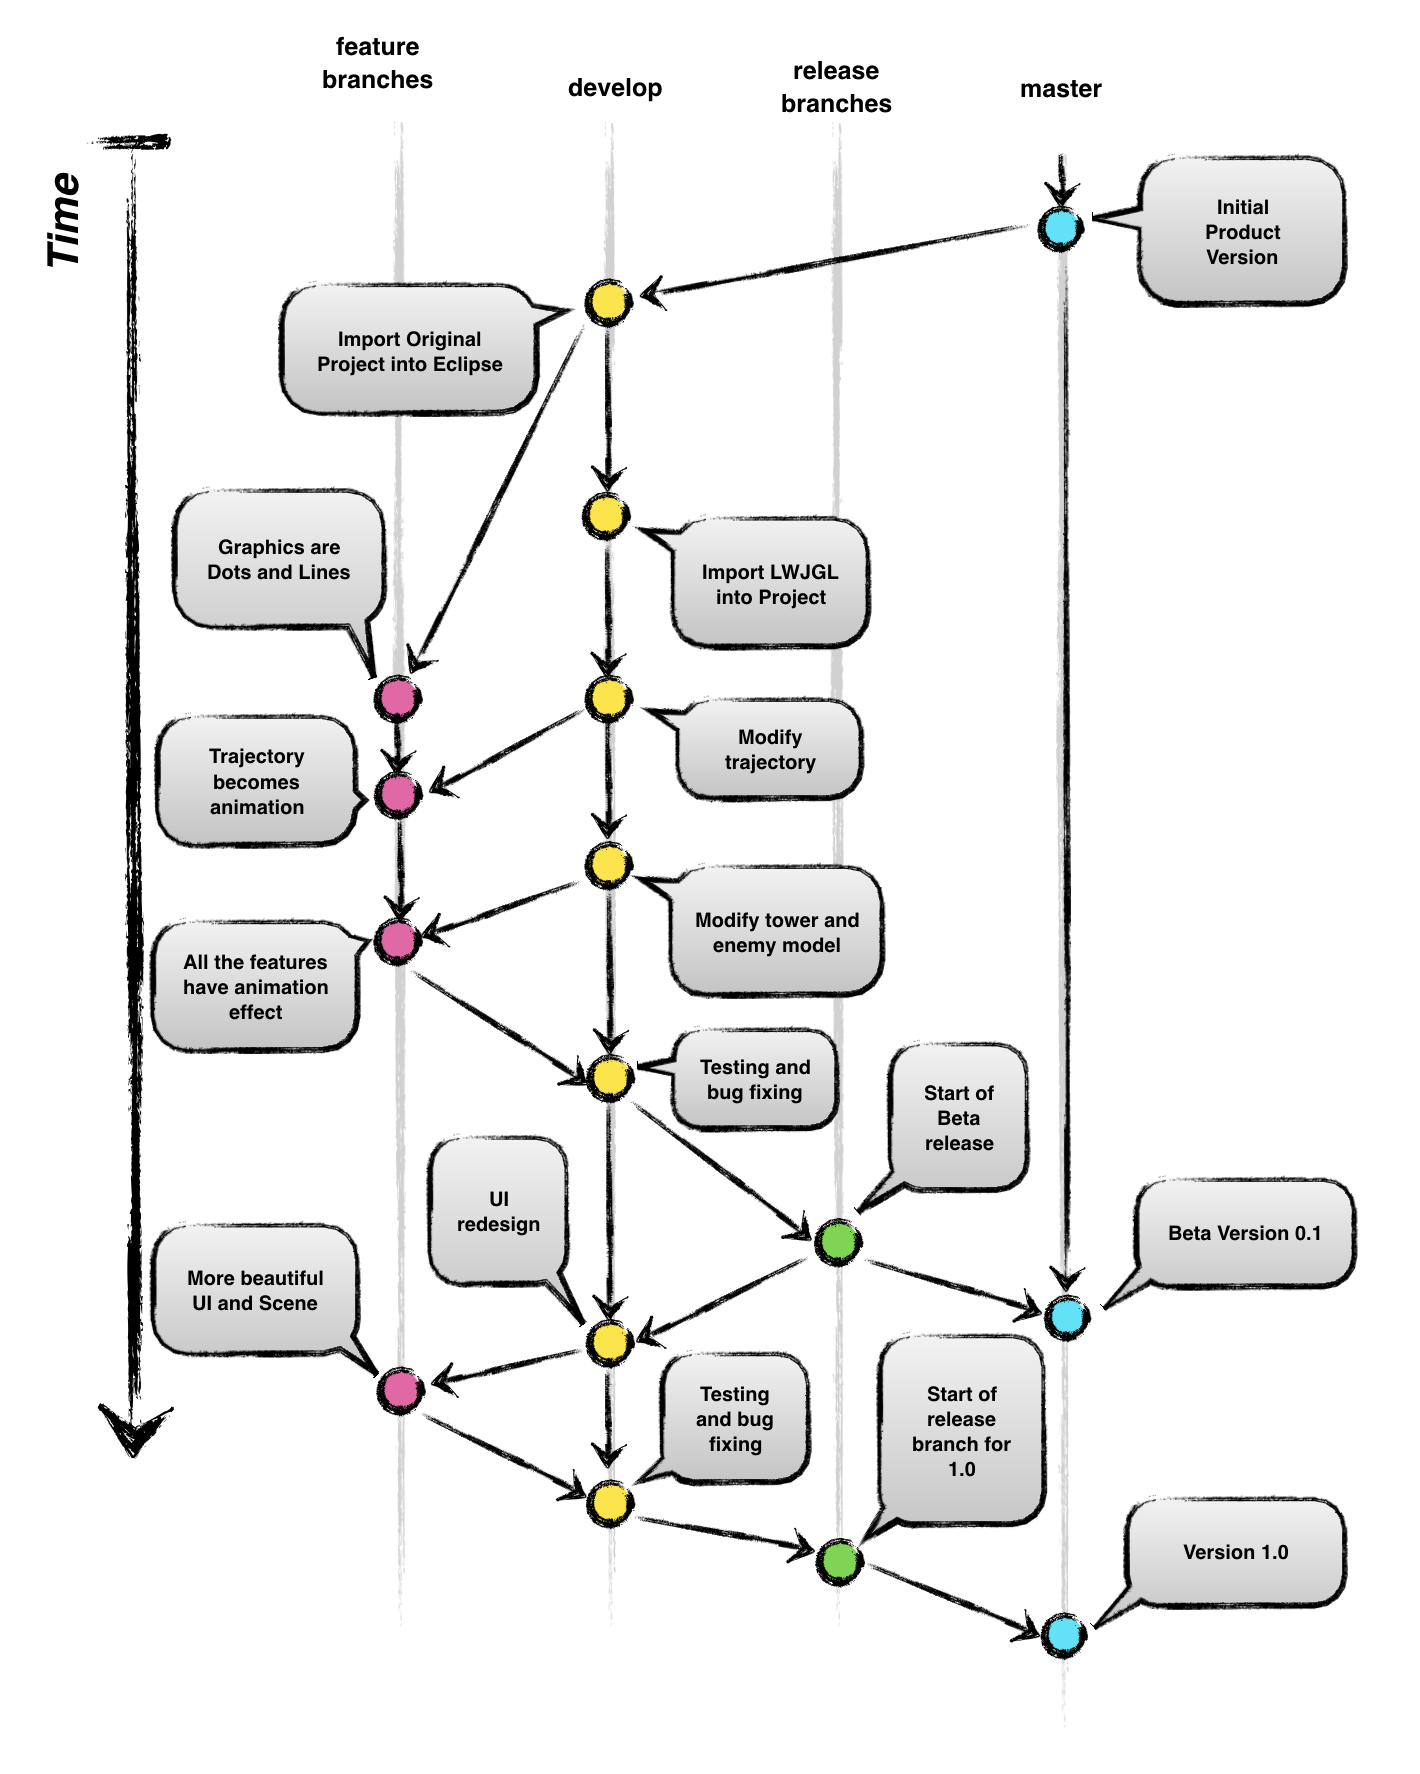 feature
branches
develop
release
branches
master
Time
Initial
Product
Version
Import Original
Project into Eclipse
Graphics are
Dots and Lines
Import LWJGL
into Project
Modify
trajectory
Trajectory
becomes
animation
Modify tower and
enemy model
All the features
have animation
effect
Testing and
bug fixing
Start of
Beta
release
UI
redesign
Beta Version 0.1
More beautiful
UI and Scene
Testing
and bug
fixing
Start of
release
branch for
1.0
Version 1.0